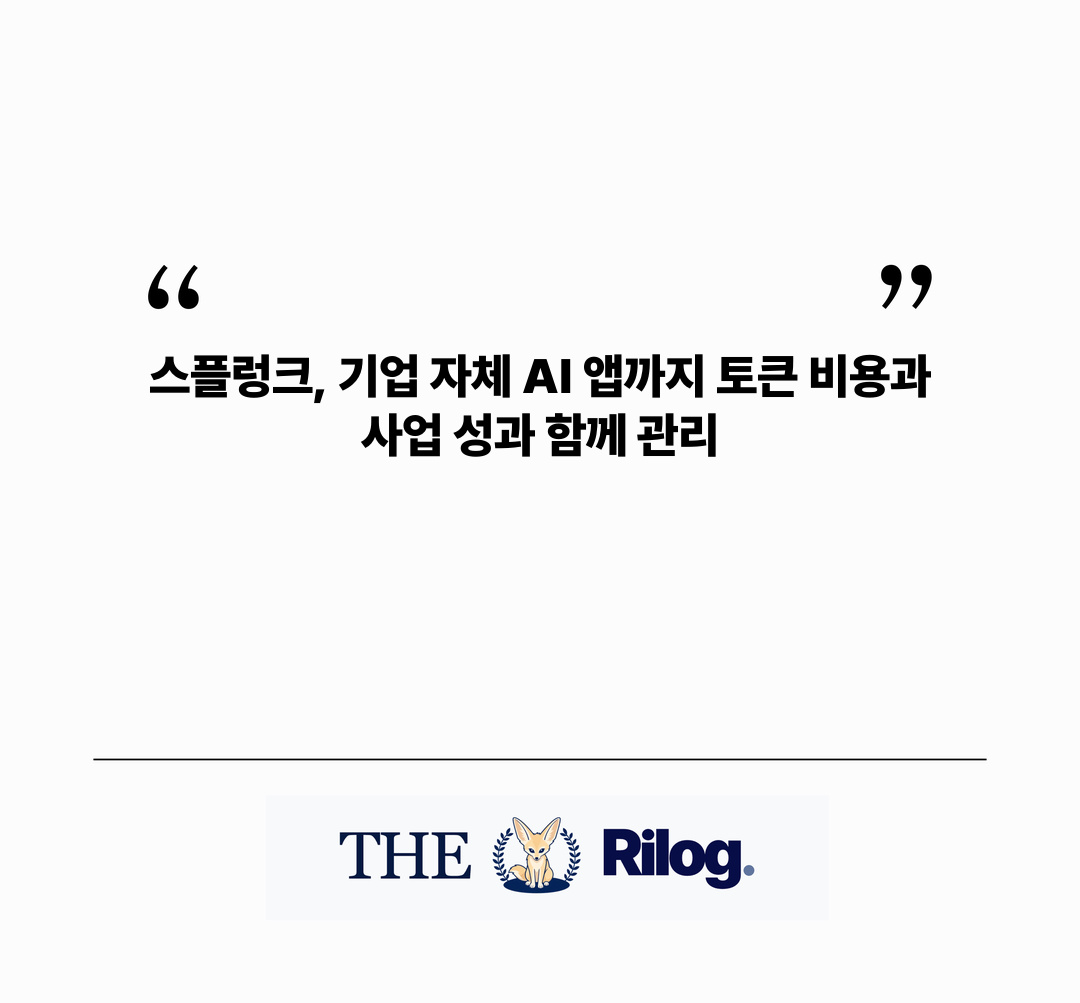 “ ”
스플렁크, 기업 자체 AI 앱까지 토큰 비용과
사업 성과 함께 관리
THE Rilog.